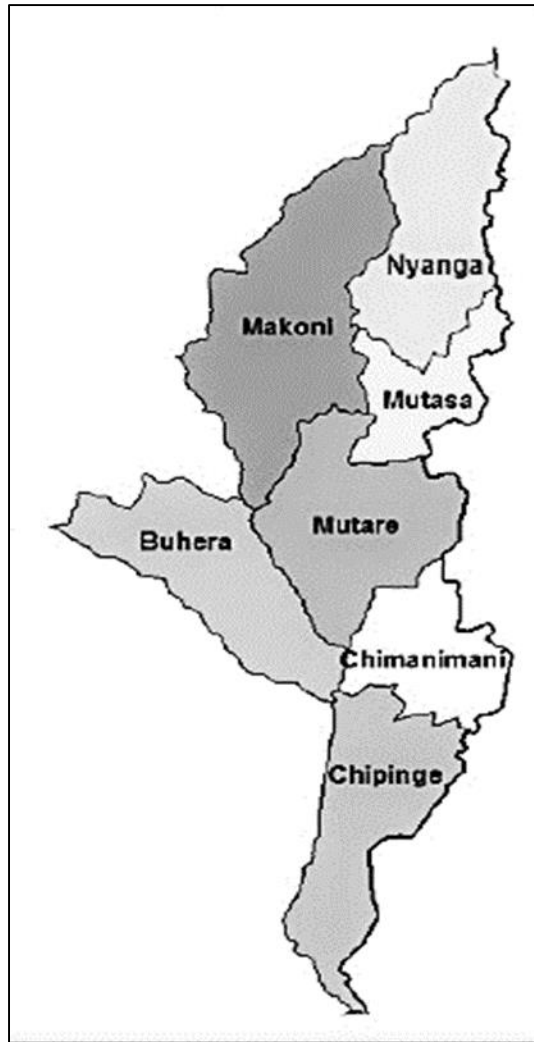 Nyanga
Makoni
Mutasa
Mutare
Buhera
Chimanimani
Chipinge